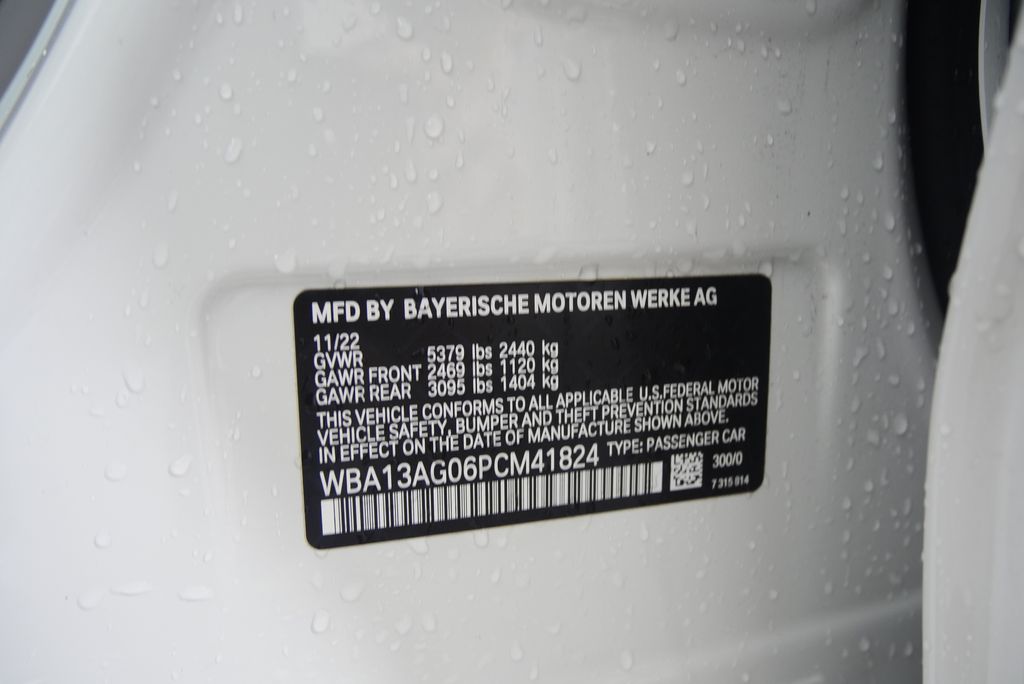 MFD BY BAYERISCHE MOTOREN WERKE AG
11/22
GVWR 5379 lbs 2440 kg
GAWR FRONT 2469 lbs 1120 kg
GAWR REAR 3095 lbs 1404 kg
THIS VEHICLE CONFORMS TO ALL APPLICABLE U.S.FEDERAL MOTOR
VEHICLE SAFETY, BUMPER AND THEFT PREVENTION STANDARDS
IN EFFECT ON THE DATE OF MANUFACTURE SHOWN ABOVE.
WBA13AG06PCM41824 TYPE: PASSENGER CAR
300/0
7 315 814